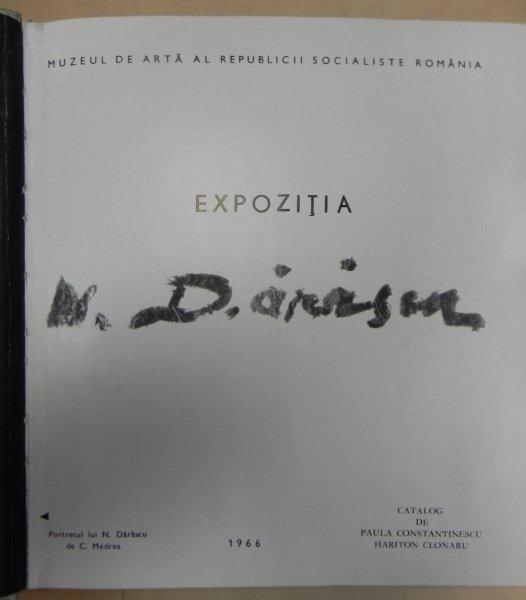 MUZEUL DE ARTĂ AL REPUBLICII SOCIALISTE ROMÂNIA
EXPOZIȚIA
N. Dărăscu
Portretul lui N. Dărăscu
de C. Medrea
1966
CATALOG
DE
PAULA CONSTANTINESCU
HARITON CLONARU